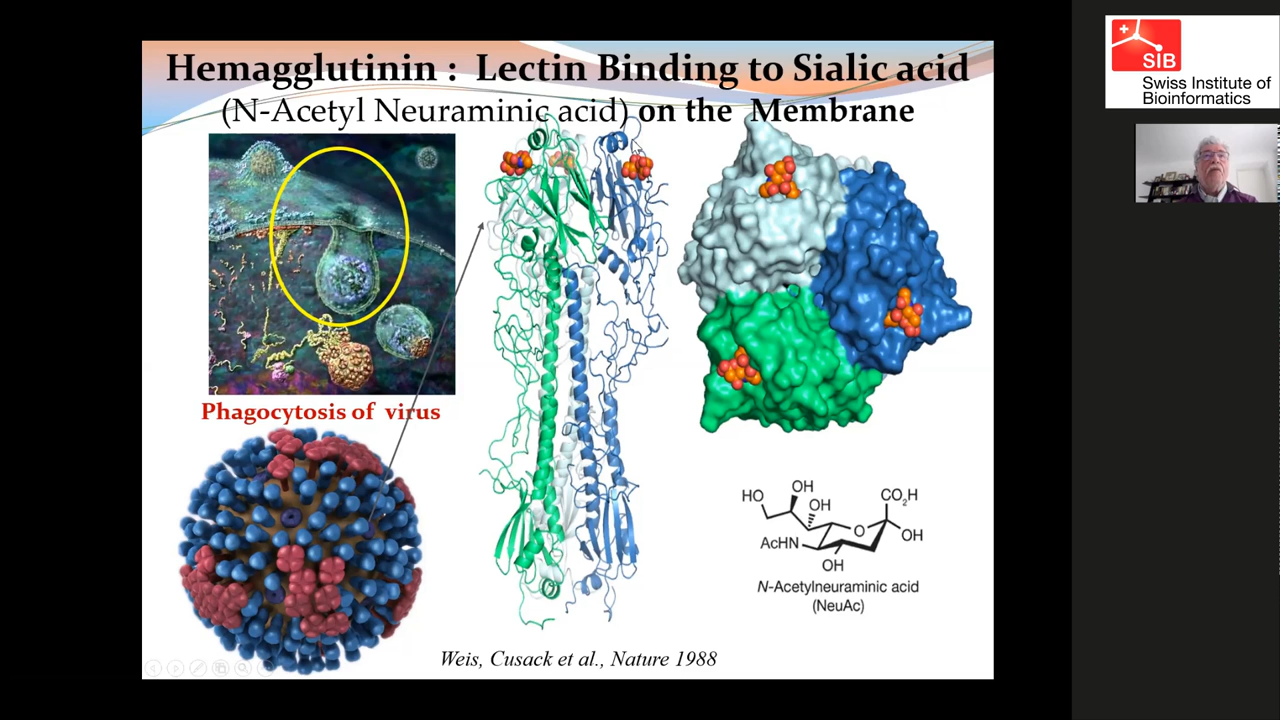 Hemagglutinin : Lectin Binding to Sialic acid
(N-Acetyl Neuraminic acid) on the Membrane
Phagocytosis of virus
HO
OH
OH
CO2H
O
OH
AcHN
OH
N-Acetylneuraminic acid
(NeuAc)
Weis, Cusack et al., Nature 1988
SIB
Swiss Institute of
Bioinformatics